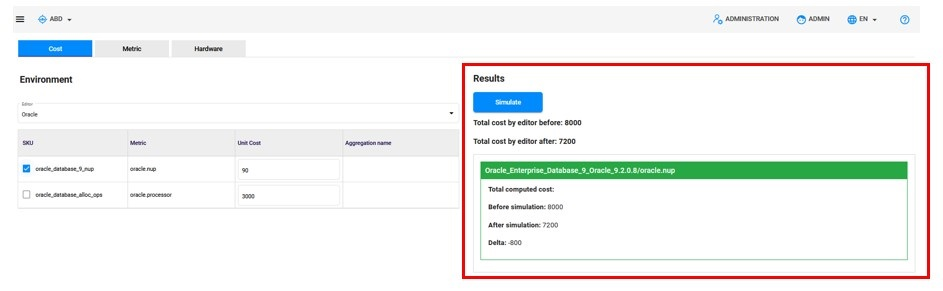 ABD
ADMINISTRATION
ADMIN
EN
Cost
Metric
Hardware
Environment
Editor
Oracle
SKU Metric Unit Cost Aggregation name
oracle_database_9_nup oracle.nup 90
oracle_database_alloc_ops oracle.processor 3000
Results
Simulate
Total cost by editor before: 8000
Total cost by editor after: 7200
Oracle_Enterprise_Database_9_Oracle_9.2.0.8/oracle.nup
Total computed cost:
Before simulation: 8000
After simulation: 7200
Delta: -800